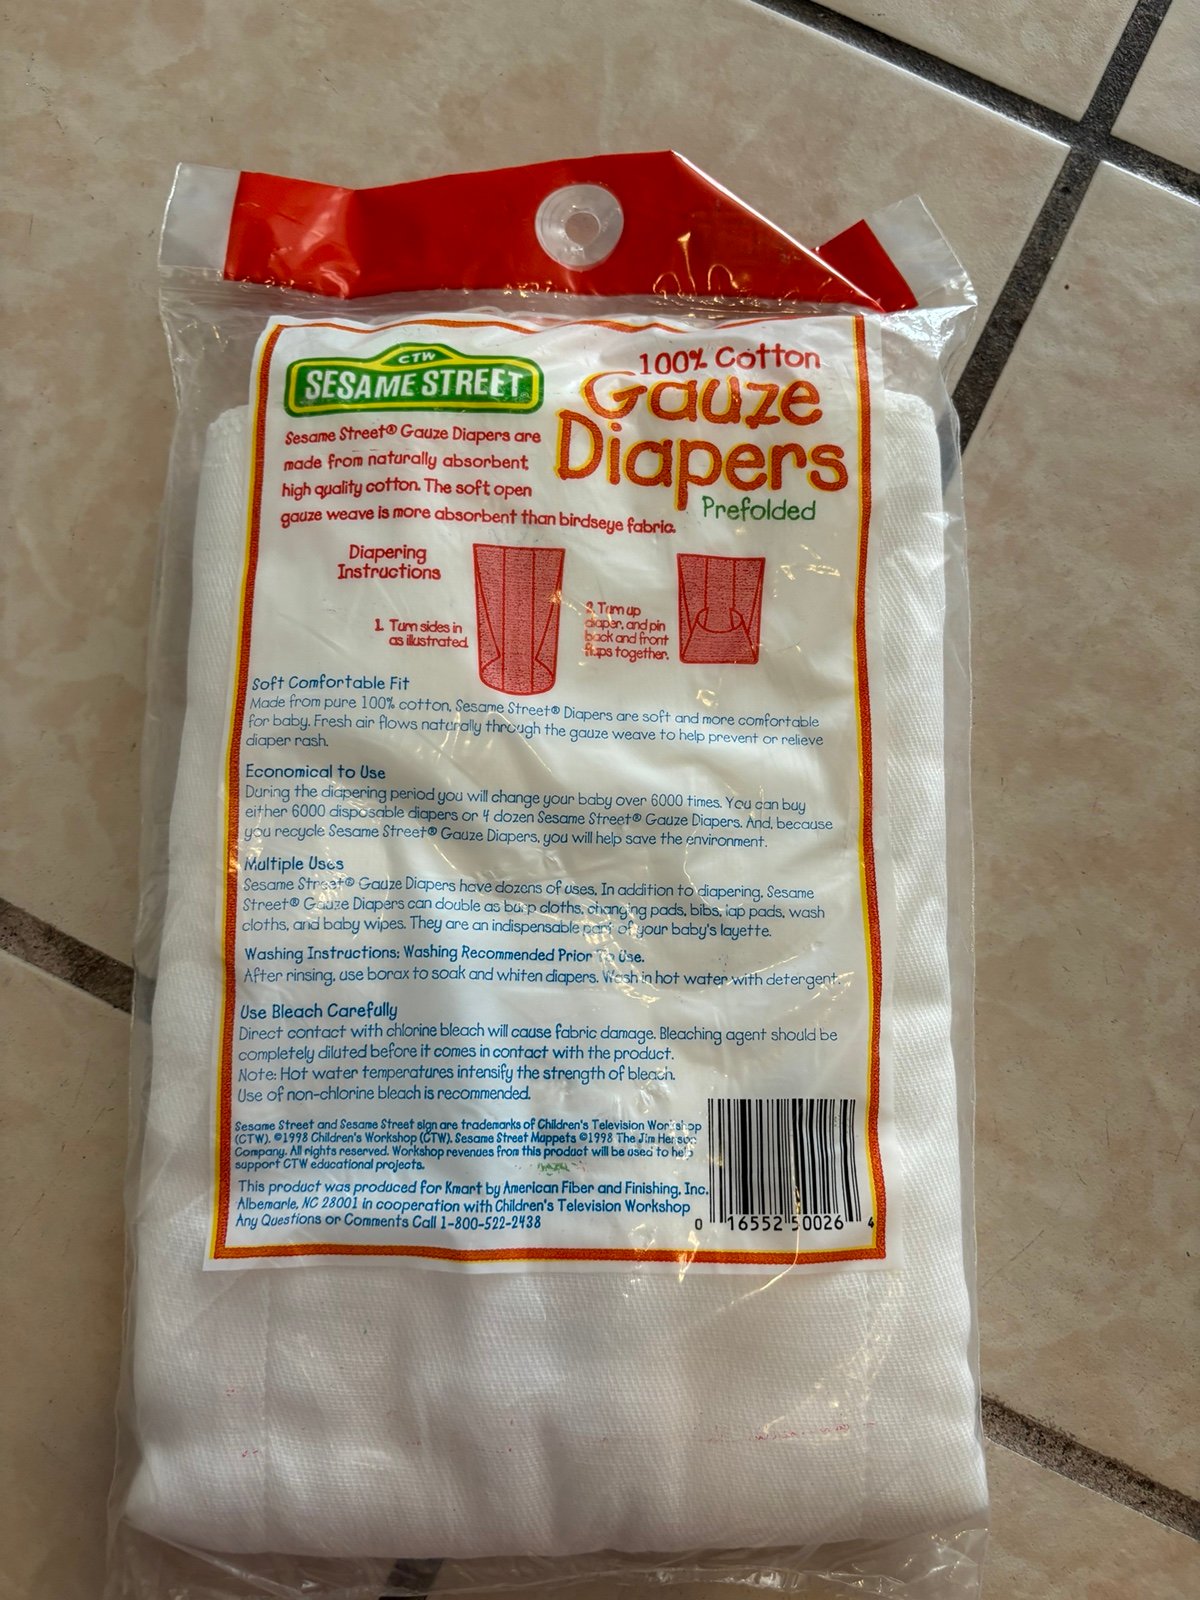 CTW
SESAME STREET
100% Cotton
Gauze
Diapers
Prefolded
Sesame Street® Gauze Diapers are
made from naturally absorbent,
high quality cotton. The soft open
gauze weave is more absorbent than birdseye fabric.
Diapering
Instructions
1. Turn sides in
as illustrated.
2. Turn up
diaper, and pin
back and front
flaps together.
Soft Comfortable Fit
Made from pure 100% cotton, Sesame Street® Diapers are soft and more comfortable
for baby. Fresh air flows naturally through the gauze weave to help prevent or relieve
diaper rash.
Economical to Use
During the diapering period you will change your baby over 6000 times. You can buy
either 6000 disposable diapers or 4 dozen Sesame Street® Gauze Diapers. And, because
you recycle Sesame Street® Gauze Diapers, you will help save the environment.
Multiple Uses
Sesame Street® Gauze Diapers have dozens of uses. In addition to diapering, Sesame
Street® Gauze Diapers can double as burp cloths, changing pads, bibs, lap pads, wash
cloths, and baby wipes. They are an indispensable part of your baby's layette.
Washing Instructions: Washing Recommended Prior To Use.
After rinsing, use borax to soak and whiten diapers. Wash in hot water with detergent.
Use Bleach Carefully
Direct contact with chlorine bleach will cause fabric damage. Bleaching agent should be
completely diluted before it comes in contact with the product.
Note: Hot water temperatures intensify the strength of bleach.
Use of non-chlorine bleach is recommended.
Sesame Street and Sesame Street sign are trademarks of Children's Television Workshop
(CTW). ©1998 Children's Workshop (CTW). Sesame Street Muppets ©1998 The Jim Henson
Company. All rights reserved. Workshop revenues from this product will be used to help
support CTW educational projects.
This product was produced for Kmart by American Fiber and Finishing, Inc.
Albemarle, NC 28001 in cooperation with Children's Television Workshop
Any Questions or Comments Call 1-800-522-2438
0 16552 50026 4